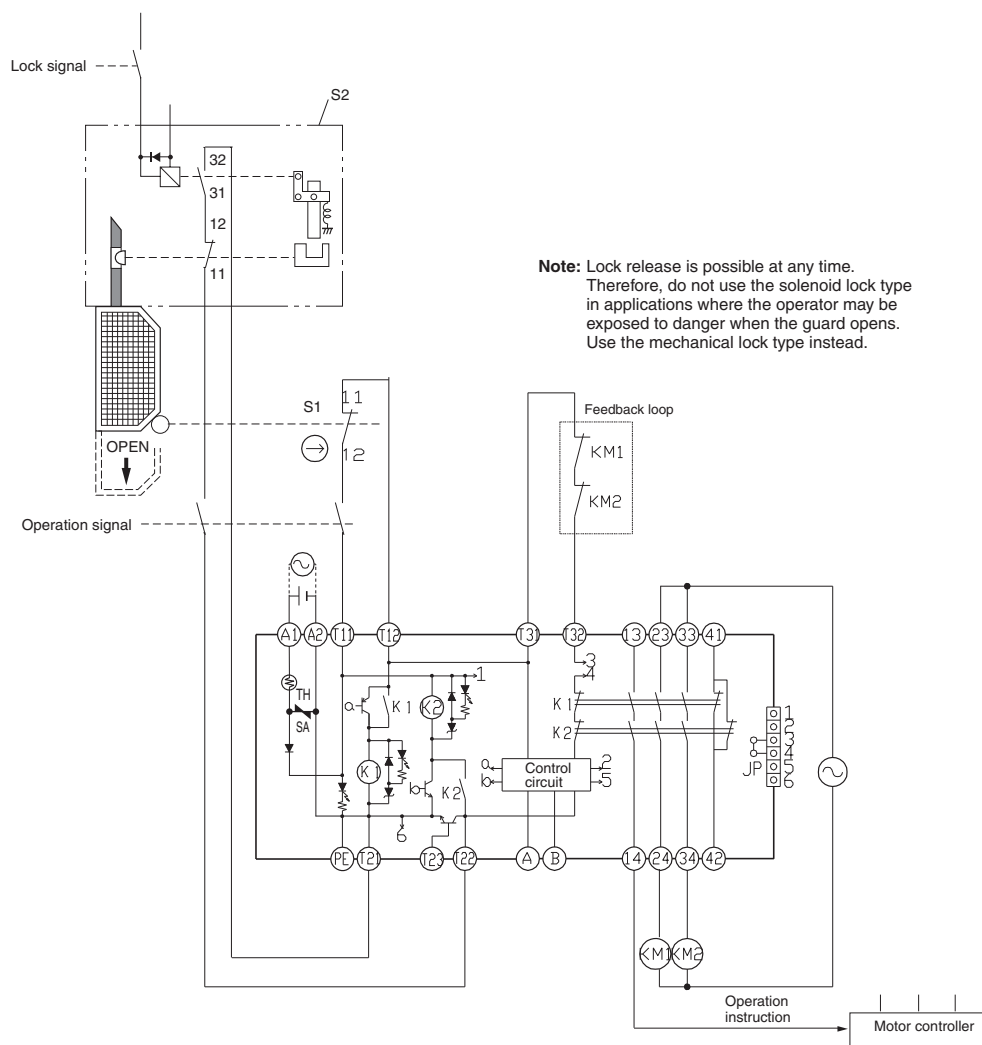 Lock signal
S2
32
31
12
11
Note: Lock release is possible at any time.
Therefore, do not use the solenoid lock type
in applications where the operator may be
exposed to danger when the guard opens.
Use the mechanical lock type instead.
S1
11
12
OPEN
Feedback loop
KM1
KM2
Operation signal
A1 A2 T11 T12 T31 T32 13 23 33 41
TH
SA
a
K1
K2
1
3
4
K1
K2
K1
b
K2
6
a
b
Control
circuit
2
5
JP
1
2
3
4
5
6
PE T21 T23 T22 A B 14 24 34 42
KM1 KM2
Operation
instruction
Motor controller